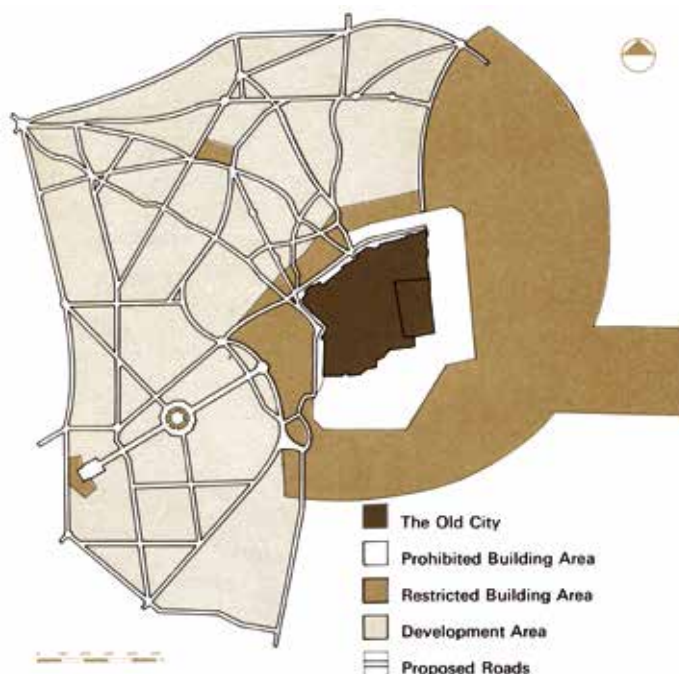 The Old City
Prohibited Building Area
Restricted Building Area
Development Area
Proposed Roads